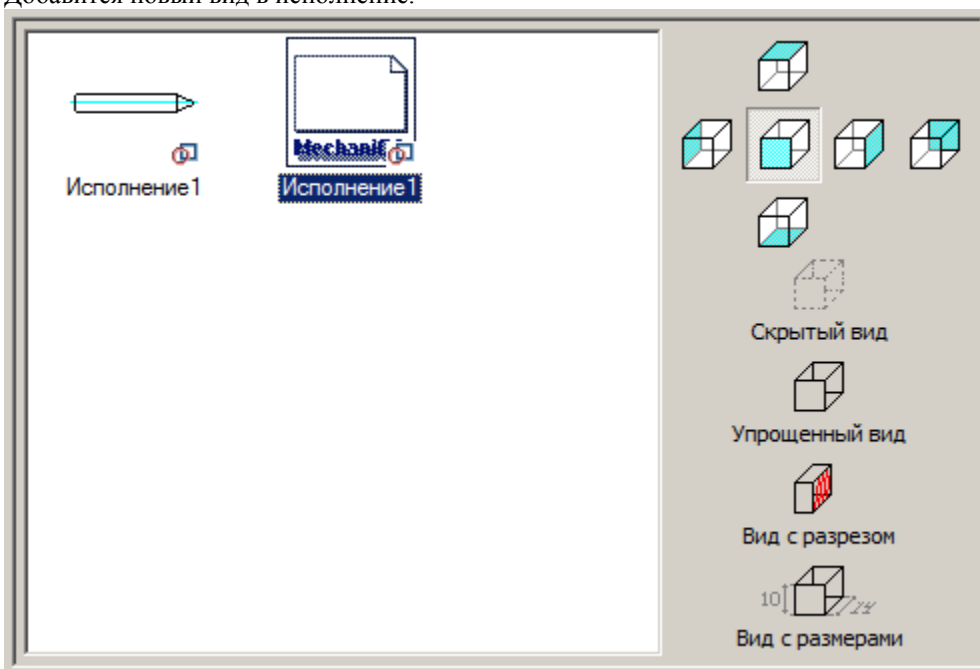 Добавится новый вид в исполнение.
Исполнение1
Исполнение1
Скрытый вид
Упрощенный вид
Вид с разрезом
10
Вид с размерами